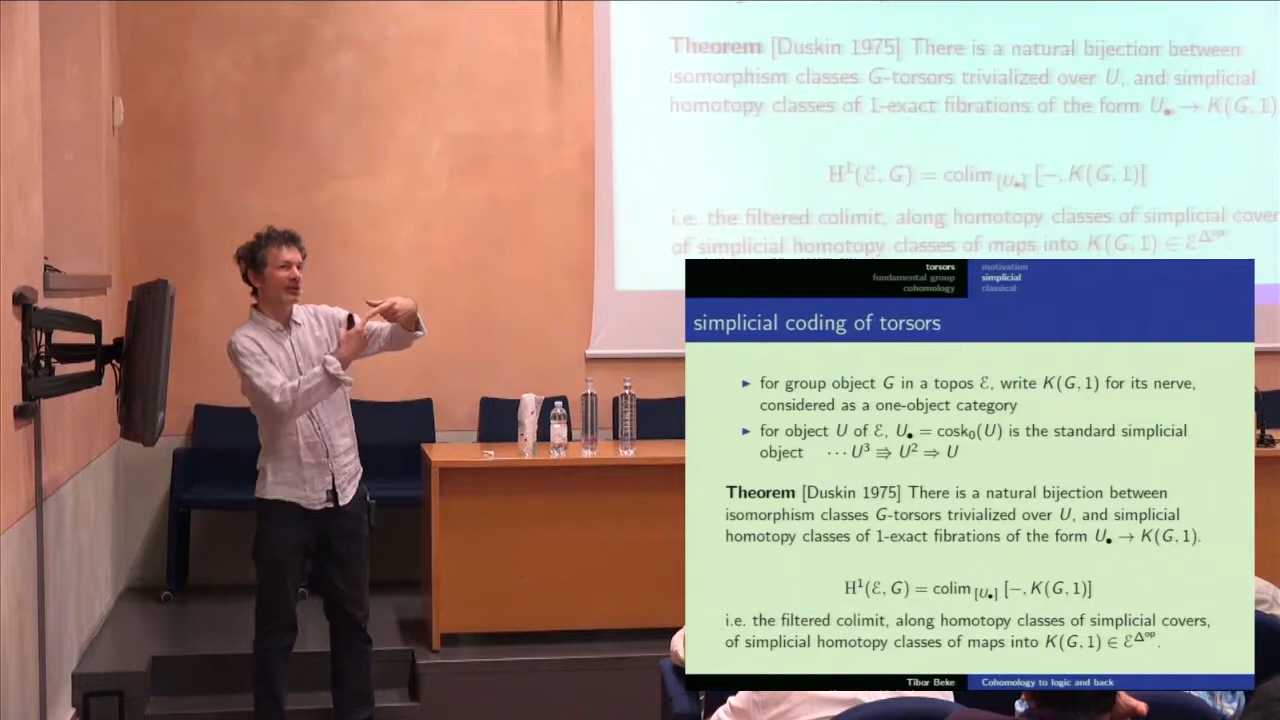 Theorem [Duskin 1975] There is a natural bijection between
isomorphism classes G-torsors trivialized over U, and simplicial
homotopy classes of 1-exact fibrations of the form U• → K(G, 1)
H¹(ℰ, G) = colim [U•] [−, K(G, 1)]
i.e. the filtered colimit, along homotopy classes of simplicial cover
of simplicial homotopy classes of maps into K(G, 1) ∈ ℰ^Δ^op
torsors
fundamental group
cohomology
motivation
simplicial
classical
simplicial coding of torsors
▶ for group object G in a topos ℰ, write K(G, 1) for its nerve,
considered as a one-object category
▶ for object U of ℰ, U• = cosk₀(U) is the standard simplicial
object ⋯ U³ ⇛ U² ⇒ U
Theorem [Duskin 1975] There is a natural bijection between
isomorphism classes G-torsors trivialized over U, and simplicial
homotopy classes of 1-exact fibrations of the form U• → K(G, 1).
H¹(ℰ, G) = colim [U•] [−, K(G, 1)]
i.e. the filtered colimit, along homotopy classes of simplicial covers,
of simplicial homotopy classes of maps into K(G, 1) ∈ ℰ^Δ^op.
Tibor Beke
Cohomology to logic and back